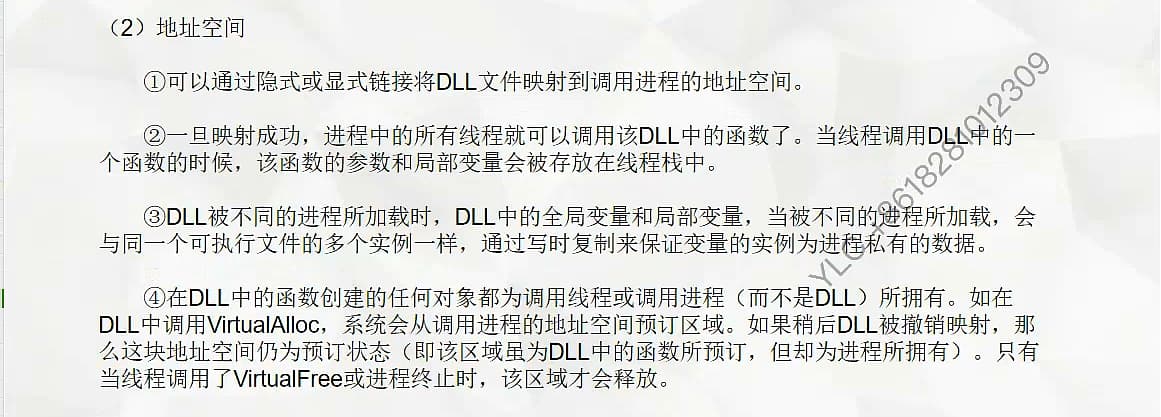 （2）地址空间
①可以通过隐式或显式链接将DLL文件映射到调用进程的地址空间。
②一旦映射成功，进程中的所有线程就可以调用该DLL中的函数了。当线程调用DLL中的一
个函数的时候，该函数的参数和局部变量会被存放在线程栈中。
③DLL被不同的进程所加载时，DLL中的全局变量和局部变量，当被不同的进程所加载，会
与同一个可执行文件的多个实例一样，通过写时复制来保证变量的实例为进程私有的数据。
④在DLL中的函数创建的任何对象都为调用线程或调用进程（而不是DLL）所拥有。如在
DLL中调用VirtualAlloc，系统会从调用进程的地址空间预订区域。如果稍后DLL被撤销映射，那
么这块地址空间仍为预订状态（即该区域虽为DLL中的函数所预订，但却为进程所拥有）。只有
当线程调用了VirtualFree或进程终止时，该区域才会释放。